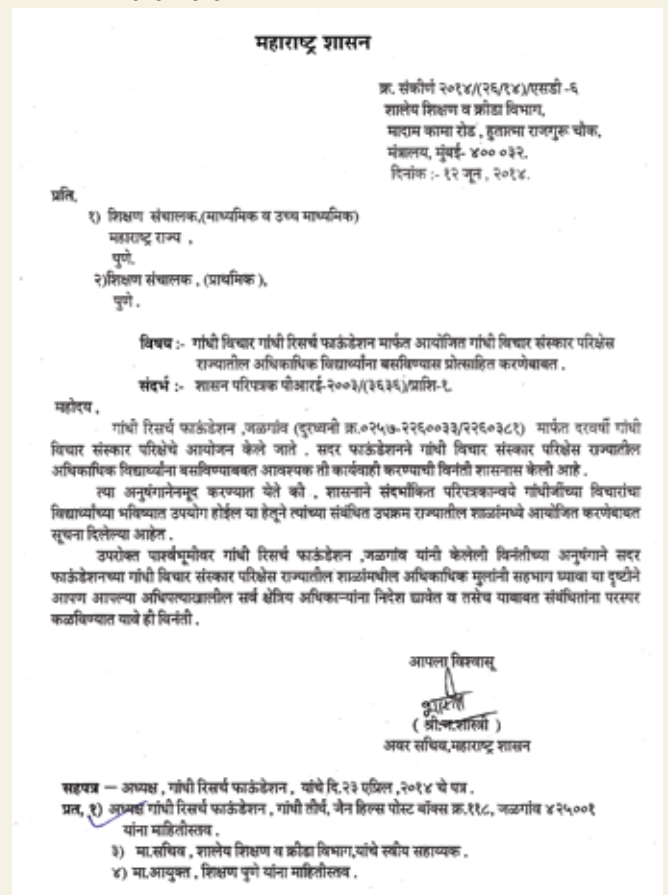 महाराष्ट्र शासन
क्र. संकीर्ण २०१४/(२६/१४)/एसडी -६
शालेय शिक्षण व क्रीडा विभाग,
मादाम कामा रोड , हुतात्मा राजगुरू चौक,
मंत्रालय, मुंबई- ४०० ०३२.
दिनांक :- १२ जून , २०१४.
प्रति,
१) शिक्षण संचालक,(माध्यमिक व उच्च माध्यमिक)
महाराष्ट्र राज्य ,
पुणे.
२)शिक्षण संचालक , (प्राथमिक ),
पुणे .
विषय :- गांधी विचार गांधी रिसर्च फाऊंडेशन मार्फत आयोजित गांधी विचार संस्कार परिक्षेस
राज्यातील अधिकाधिक विद्यार्थ्यांना बसविण्यास प्रोत्साहित करणेबाबत .
संदर्भ :- शासन परिपत्रक पीआरई-२००३/(३६३६)/प्राशि-१.
महोदय ,
गांधी रिसर्च फाऊंडेशन ,जळगांव (दुरध्वनी क्र.०२५७-२२६००३३/२२६०३८१) मार्फत दरवर्षी गांधी
विचार संस्कार परिक्षेचे आयोजन केले जाते . सदर फाऊंडेशनने गांधी विचार संस्कार परिक्षेस राज्यातील
अधिकाधिक विद्यार्थ्यांना बसविण्याबाबत आवश्यक ती कार्यवाही करण्याची विनंती शासनास केली आहे .
त्या अनुषंगानेनमूद करण्यात येते की , शासनाने संदर्भांकित परिपत्रकान्वये गांधीजींच्या विचारांचा
विद्यार्थ्यांच्या भविष्यात उपयोग होईल या हेतूने त्यांच्या संबंधित उपक्रम राज्यातील शाळांमध्ये आयोजित करणेबाबत
सूचना दिलेल्या आहेत .
उपरोक्त पार्श्वभूमीवर गांधी रिसर्च फाऊंडेशन ,जळगांव यांनी केलेली विनंतीच्या अनुषंगाने सदर
फाऊंडेशनच्या गांधी विचार संस्कार परिक्षेस राज्यातील शाळांमधील अधिकाधिक मुलांनी सहभाग घ्यावा या दृष्टीने
आपण आपल्या अधिपत्याखालील सर्व क्षेत्रिय अधिकाऱ्यांना निदेश द्यावेत व तसेच याबाबत संबंधितांना परस्पर
कळविण्यात यावे ही विनंती .
आपला विश्वासू
( श्री.न.शास्त्री )
अवर सचिव,महाराष्ट्र शासन
सहपत्र – अध्यक्ष , गांधी रिसर्च फाऊंडेशन , यांचे दि.२३ एप्रिल ,२०१४ चे पत्र .
प्रत, १) अध्यक्ष गांधी रिसर्च फाऊंडेशन , गांधी तीर्थ, जैन हिल्स पोस्ट बॉक्स क्र.११८, जळगांव ४२५००१
यांना माहितीस्तव .
३) मा.सचिव , शालेय शिक्षण व क्रीडा विभाग,यांचे स्वीय सहाय्यक .
४) मा.आयुक्त , शिक्षण पुणे यांना माहितीस्तव .